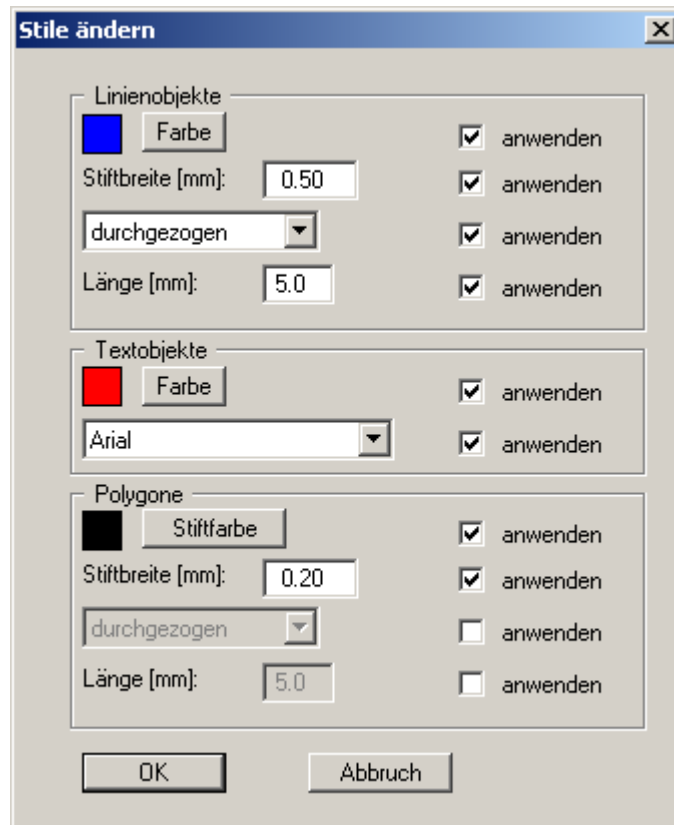 Stile ändern
Linienobjekte
Farbe anwenden
Stiftbreite [mm]: 0.50 anwenden
durchgezogen anwenden
Länge [mm]: 5.0 anwenden
Textobjekte
Farbe anwenden
Arial anwenden
Polygone
Stiftfarbe anwenden
Stiftbreite [mm]: 0.20 anwenden
durchgezogen anwenden
Länge [mm]: 5.0 anwenden
OK Abbruch